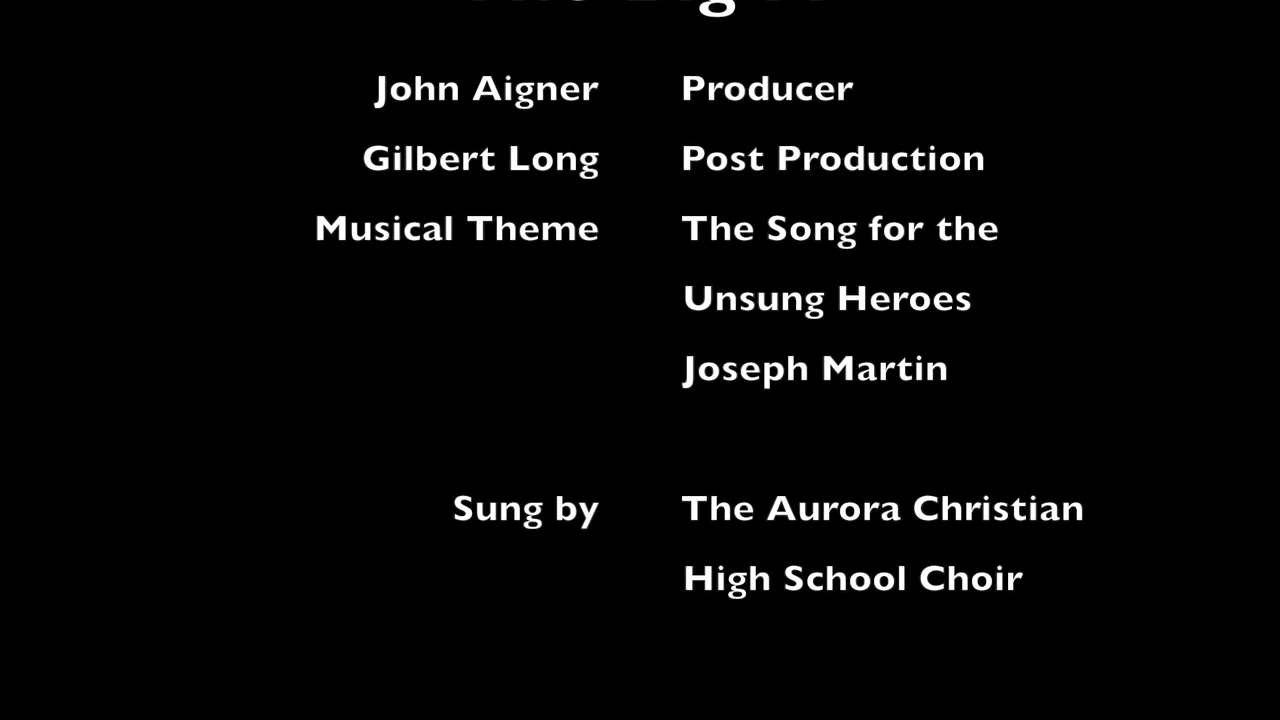 John Aigner Producer
Gilbert Long Post Production
Musical Theme The Song for the
Unsung Heroes
Joseph Martin
Sung by The Aurora Christian
High School Choir